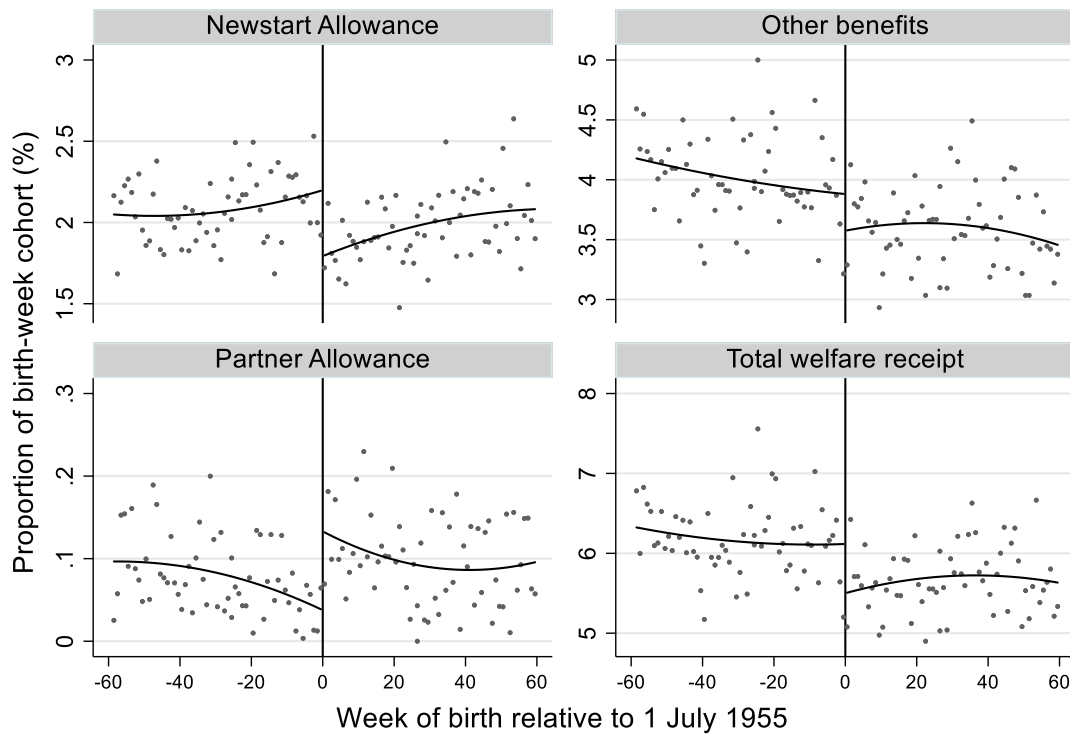 Newstart Allowance
Other benefits
3
2.5
2
1.5
5
4.5
4
3.5
3
Partner Allowance
Total welfare receipt
.3
.2
.1
0
8
7
6
5
-60 -40 -20 0 20 40 60
-60 -40 -20 0 20 40 60
Proportion of birth-week cohort (%)
Week of birth relative to 1 July 1955